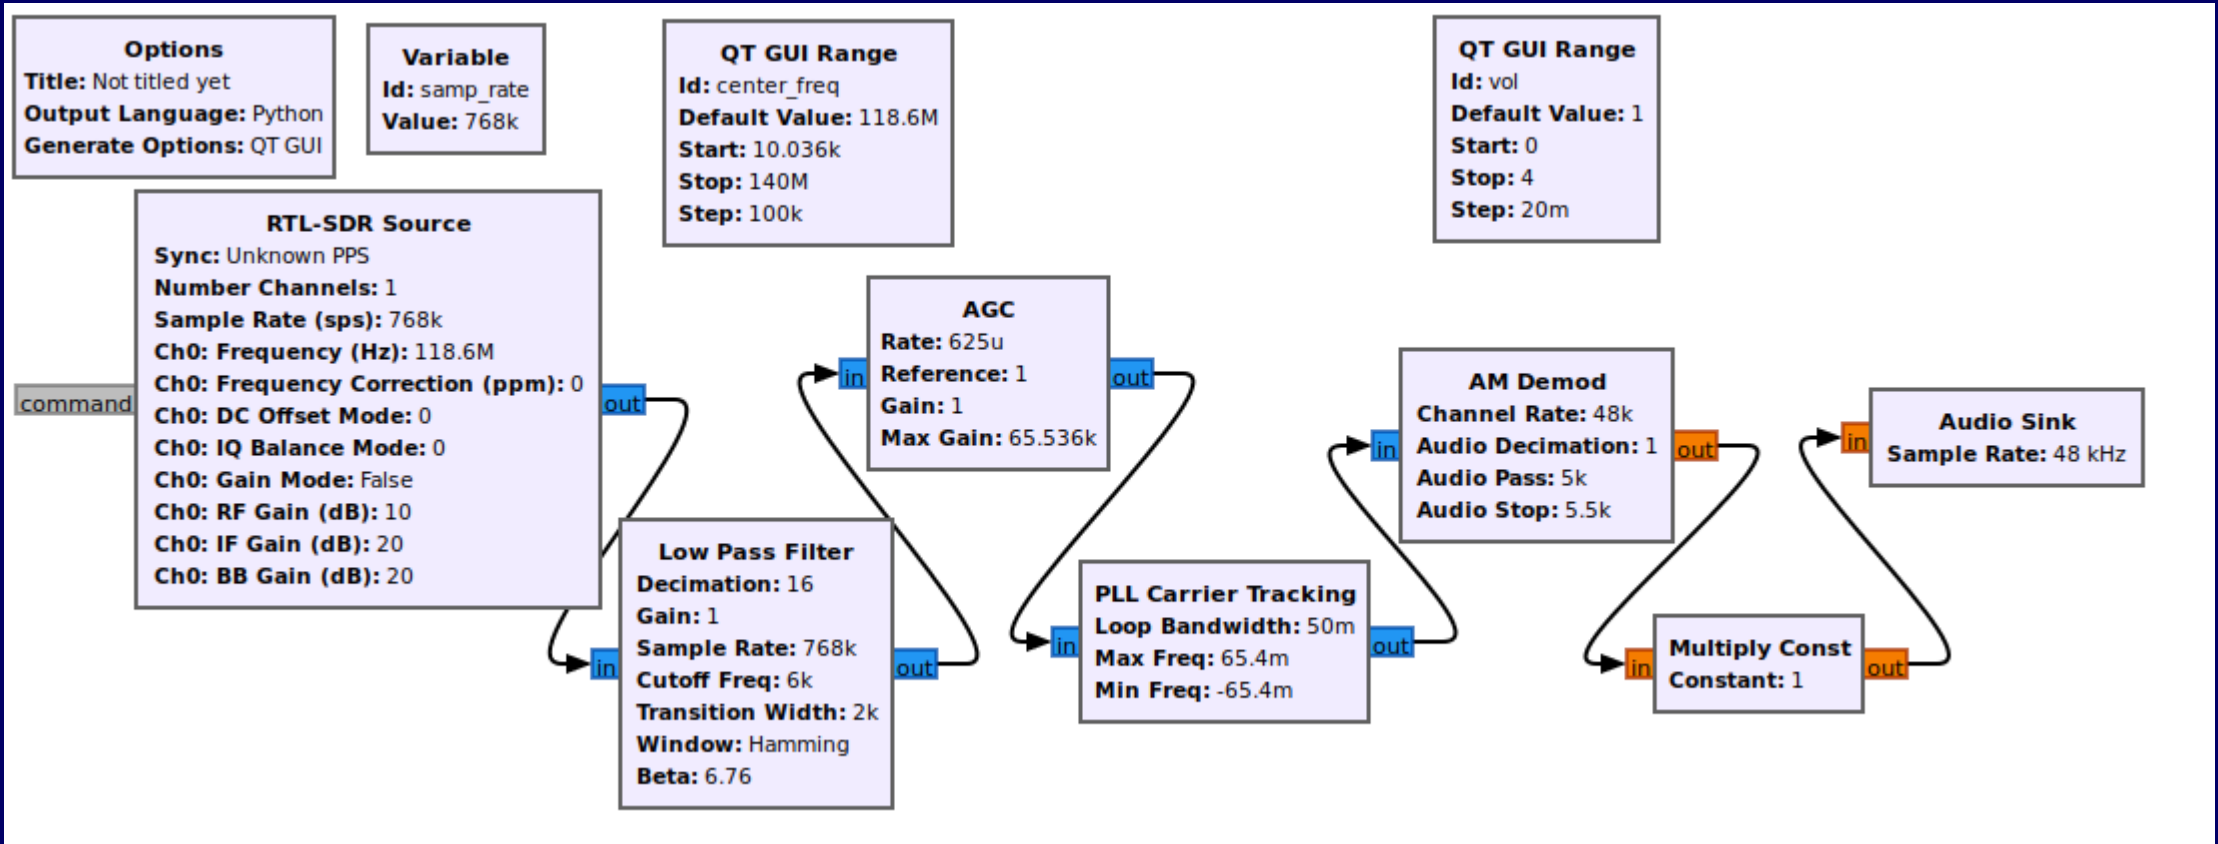 Options
Title: Not titled yet
Output Language: Python
Generate Options: QT GUI
Variable
Id: samp_rate
Value: 768k
QT GUI Range
Id: center_freq
Default Value: 118.6M
Start: 10.036k
Stop: 140M
Step: 100k
QT GUI Range
Id: vol
Default Value: 1
Start: 0
Stop: 4
Step: 20m
command
RTL-SDR Source
Sync: Unknown PPS
Number Channels: 1
Sample Rate (sps): 768k
Ch0: Frequency (Hz): 118.6M
Ch0: Frequency Correction (ppm): 0
Ch0: DC Offset Mode: 0
Ch0: IQ Balance Mode: 0
Ch0: Gain Mode: False
Ch0: RF Gain (dB): 10
Ch0: IF Gain (dB): 20
Ch0: BB Gain (dB): 20
out
in
Low Pass Filter
Decimation: 16
Gain: 1
Sample Rate: 768k
Cutoff Freq: 6k
Transition Width: 2k
Window: Hamming
Beta: 6.76
out
in
AGC
Rate: 625u
Reference: 1
Gain: 1
Max Gain: 65.536k
out
in
PLL Carrier Tracking
Loop Bandwidth: 50m
Max Freq: 65.4m
Min Freq: -65.4m
out
in
AM Demod
Channel Rate: 48k
Audio Decimation: 1
Audio Pass: 5k
Audio Stop: 5.5k
out
in
Multiply Const
Constant: 1
out
in
Audio Sink
Sample Rate: 48 kHz